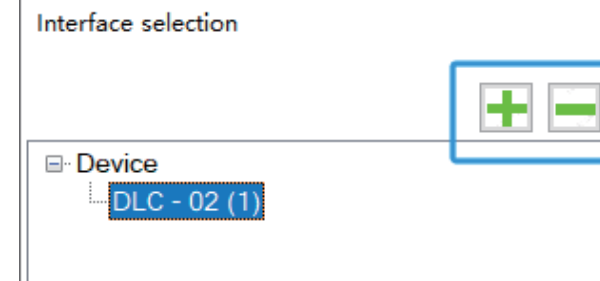 Interface selection
Device
DLC - 02 (1)